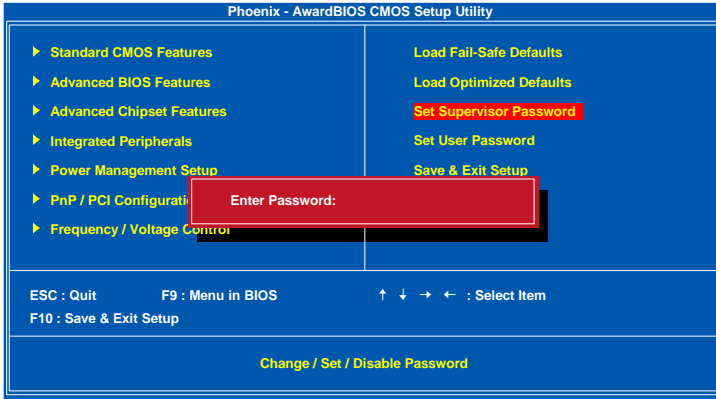 Phoenix - AwardBIOS CMOS Setup Utility
Standard CMOS Features
Advanced BIOS Features
Advanced Chipset Features
Integrated Peripherals
Power Management Setup
PnP / PCI Configurati
Frequency / Voltage Control
Load Fail-Safe Defaults
Load Optimized Defaults
Set Supervisor Password
Set User Password
Save & Exit Setup
Enter Password:
ESC : Quit F9 : Menu in BIOS ↑ ↓ → ← : Select Item
F10 : Save & Exit Setup
Change / Set / Disable Password